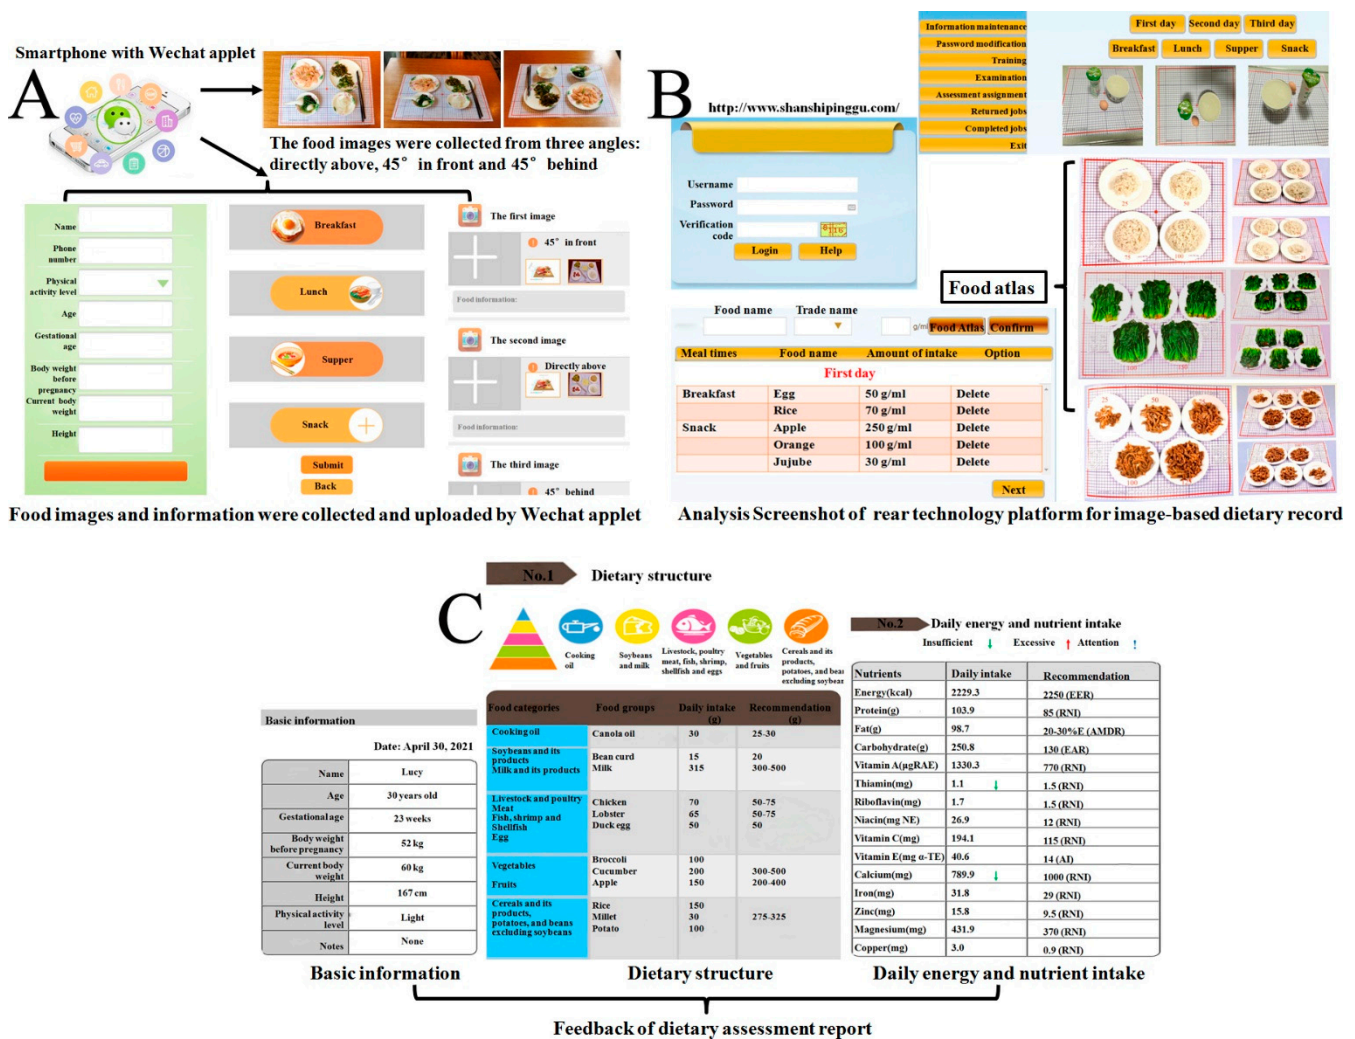 A
Smartphone with Wechat applet
The food images were collected from three angles:
directly above, 45° in front and 45° behind
Name
Phone
number
Physical
activity level
Age
Gestational
age
Body weight
before
pregnancy
Current body
weight
Height
Breakfast
Lunch
Supper
Snack
Submit
Back
The first image
45° in front
Food information:
The second image
Directly above
Food information:
The third image
45° behind
Food images and information were collected and uploaded by Wechat applet
B
http://www.shanshipinggu.com/
Username
Password
Verification
code
Login Help
Information maintenance
Password modification
Training
Examination
Assessment assignment
Returned jobs
Completed jobs
Exit
First day Second day Third day
Breakfast Lunch Supper Snack
Food atlas
25 50
100
25 50
100
Food name Trade name
g/ml Food Atlas Confirm
Meal times Food name Amount of intake Option
First day
Breakfast Egg 50 g/ml Delete
Rice 70 g/ml Delete
Snack Apple 250 g/ml Delete
Orange 100 g/ml Delete
Jujube 30 g/ml Delete
Next
Analysis Screenshot of rear technology platform for image-based dietary record
C
Basic information
Date: April 30, 2021
Name Lucy
Age 30 years old
Gestational age 23 weeks
Body weight
before pregnancy 52 kg
Current body
weight 60 kg
Height 167 cm
Physical activity
level Light
Notes None
Basic information
No.1 Dietary structure
Cooking
oil
Soybeans
and milk
Livestock, poultry
meat, fish, shrimp,
shellfish and eggs
Vegetables
and fruits
Cereals and its
products,
potatoes, and bean
excluding soybean
Food categories Food groups Daily intake
(g) Recommendation
(g)
Cooking oil Canola oil 30 25-30
Soybeans and its
products Bean curd 15 20
Milk and its products Milk 315 300-500
Livestock and poultry
Meat Chicken 70 50-75
Fish, shrimp and
Shellfish Lobster 65 50-75
Egg Duck egg 50 50
Vegetables Broccoli 100
Cucumber 200 300-500
Fruits Apple 150 200-400
Cereals and its
products,
potatoes, and beans
excluding soybeans
Rice 150
Millet 30 275-325
Potato 100
Dietary structure
No.2 Daily energy and nutrient intake
Insufficient ↓ Excessive ↑ Attention ↑
Nutrients Daily intake Recommendation
Energy(kcal) 2229.3 2250 (EER)
Protein(g) 103.9 85 (RNI)
Fat(g) 98.7 20-30%E (AMDR)
Carbohydrate(g) 250.8 130 (EAR)
Vitamin A(μgRAE) 1330.3 770 (RNI)
Thiamin(mg) 1.1 ↓ 1.5 (RNI)
Riboflavin(mg) 1.7 1.5 (RNI)
Niacin(mg NE) 26.9 12 (RNI)
Vitamin C(mg) 194.1 115 (RNI)
Vitamin E(mg α-TE) 40.6 14 (AI)
Calcium(mg) 789.9 ↓ 1000 (RNI)
Iron(mg) 31.8 29 (RNI)
Zinc(mg) 15.8 9.5 (RNI)
Magnesium(mg) 431.9 370 (RNI)
Copper(mg) 3.0 0.9 (RNI)
Daily energy and nutrient intake
Feedback of dietary assessment report